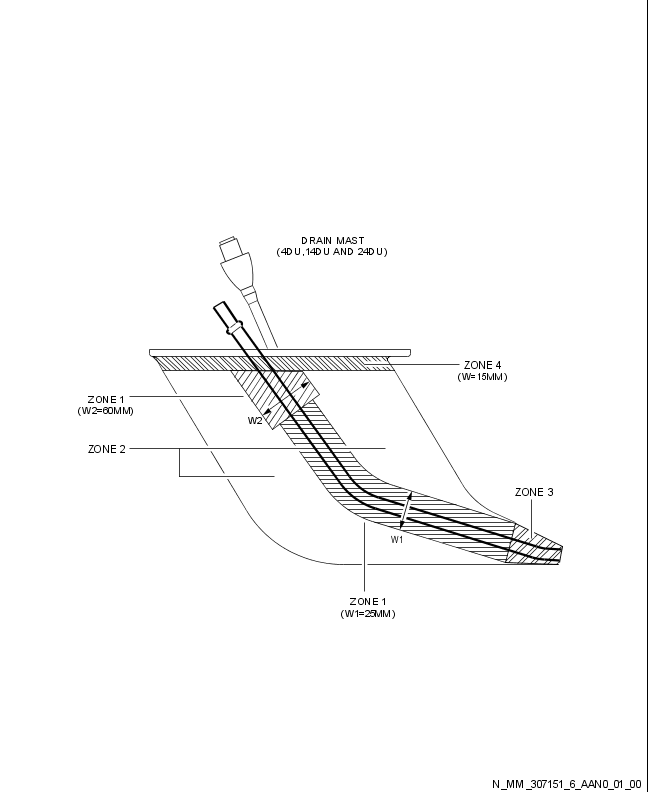 DRAIN MAST
(4DU,14DU AND 24DU)
ZONE 4
(W=15MM)
ZONE 1
(W2=60MM)
W2
ZONE 2
ZONE 3
W1
ZONE 1
(W1=25MM)
N_MM_307151_6_AAN0_01_00